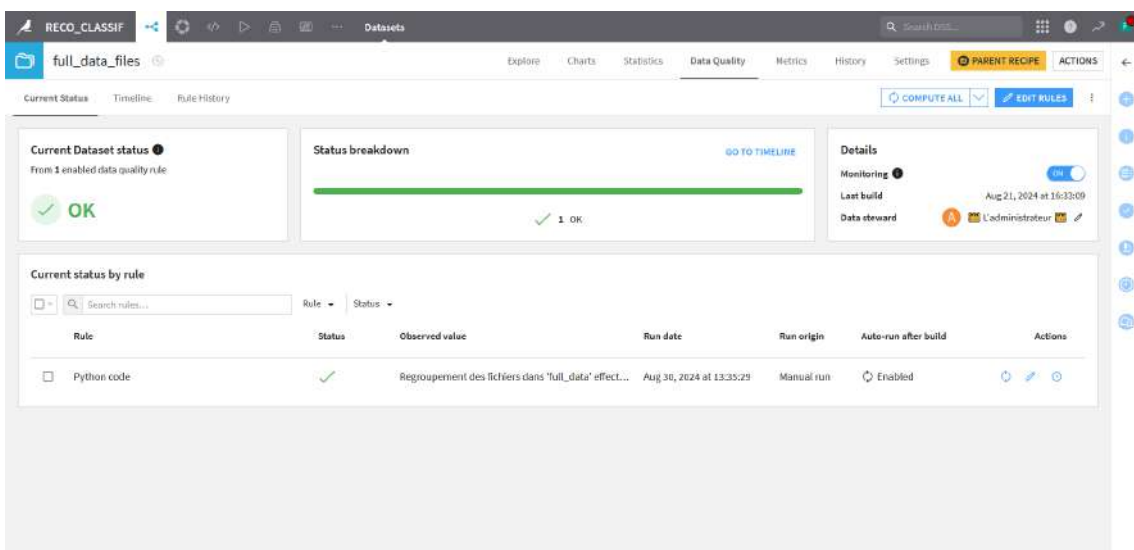 RECO_CLASSIF Datasets Search DSS...
full_data_files Explore Charts Statistics Data Quality Metrics History Settings PARENT RECIPE ACTIONS
Current Status Timeline Rule History COMPUTE ALL EDIT RULES
Current Dataset status
From 1 enabled data quality rule
OK
Status breakdown GO TO TIMELINE
1 OK
Details
Monitoring ON
Last build Aug 21, 2024 at 16:33:09
Data steward A L'administrateur
Current status by rule
Search rules... Rule Status
Rule Status Observed value Run date Run origin Auto-run after build Actions
Python code Regroupement des fichiers dans 'full_data' effect... Aug 30, 2024 at 13:35:29 Manual run Enabled